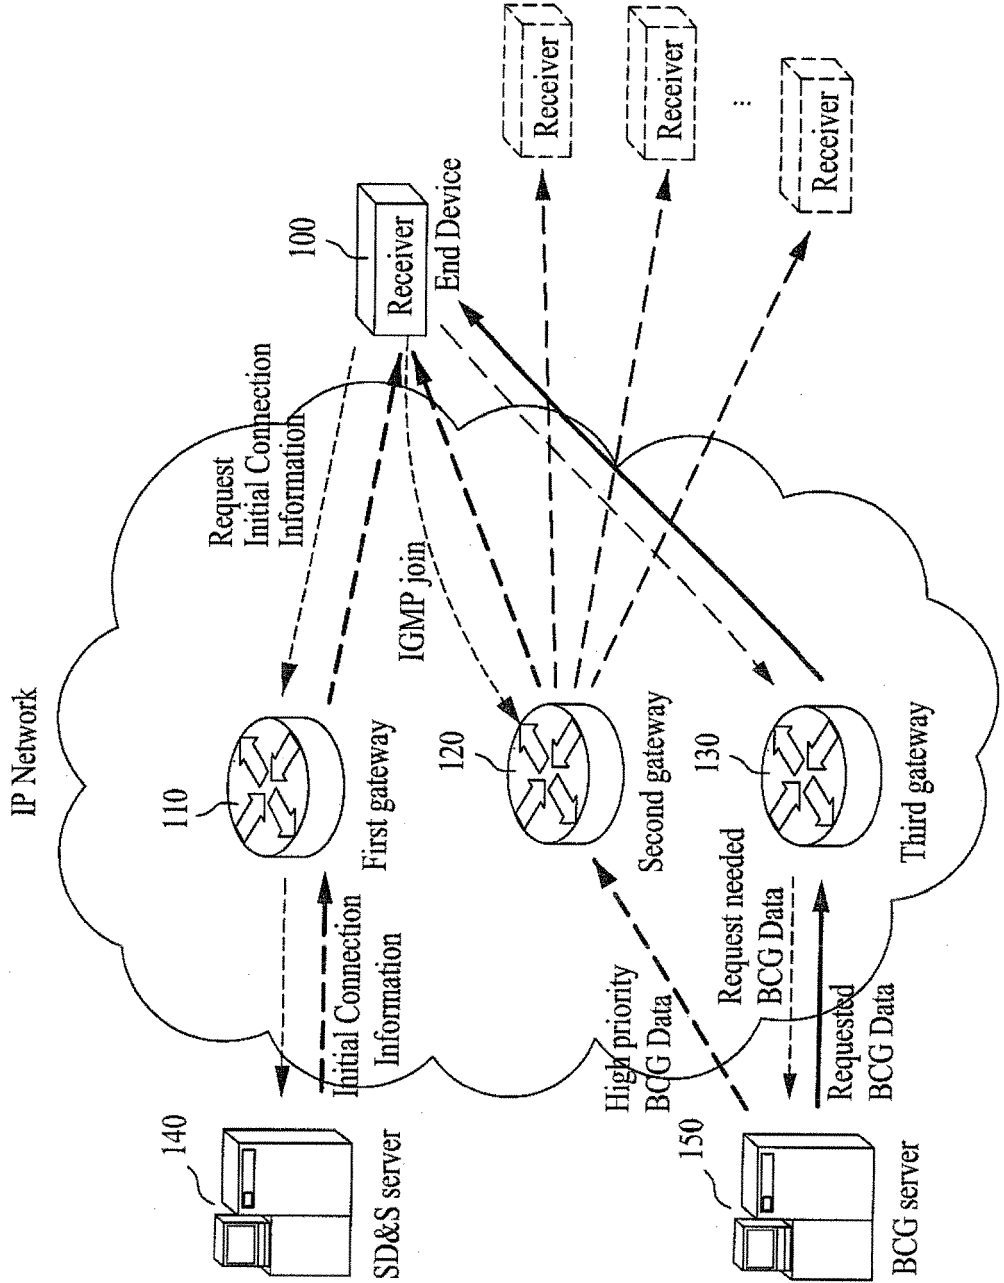 IP Network
140
SD&S server
Initial Connection
Information
110
First gateway
Request
Initial Connection
Information
100
Receiver
End Device
IGMP join
120
Second gateway
High priority
BCG Data
150
BCG server
Request needed
BCG Data
Requested
BCG Data
130
Third gateway
Receiver
Receiver
...
Receiver